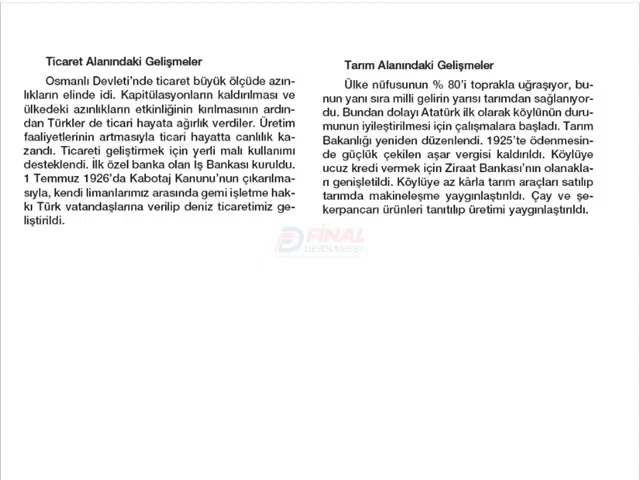 Ticaret Alanındaki Gelişmeler
Osmanlı Devleti’nde ticaret büyük ölçüde azın-
lıkların elinde idi. Kapitülasyonların kaldırılması ve
ülkedeki azınlıkların etkinliğinin kırılmasının ardın-
dan Türkler de ticari hayata ağırlık verdiler. Üretim
faaliyetlerinin artmasıyla ticari hayatta canlılık ka-
zandı. Ticareti geliştirmek için yerli malı kullanımı
desteklendi. İlk özel banka olan İş Bankası kuruldu.
1 Temmuz 1926’da Kabotaj Kanunu’nun çıkarılma-
sıyla, kendi limanlarımız arasında gemi işletme hak-
kı Türk vatandaşlarına verilip deniz ticaretimiz ge-
liştirildi.
Tarım Alanındaki Gelişmeler
Ülke nüfusunun % 80’i toprakla uğraşıyor, bu-
nun yanı sıra milli gelirin yarısı tarımdan sağlanıyor-
du. Bundan dolayı Atatürk ilk olarak köylünün duru-
munun iyileştirilmesi için çalışmalara başladı. Tarım
Bakanlığı yeniden düzenlendi. 1925’te ödenmesin-
de güçlük çekilen aşar vergisi kaldırıldı. Köylüye
ucuz kredi vermek için Ziraat Bankası’nın olanakla-
rı genişletildi. Köylüye az kârla tarım araçları satılıp
tarımda makineleşme yaygınlaştırıldı. Çay ve şe-
kerpancarı ürünleri tanıtılıp üretimi yaygınlaştırıldı.
FİNAL
DERSANESİ